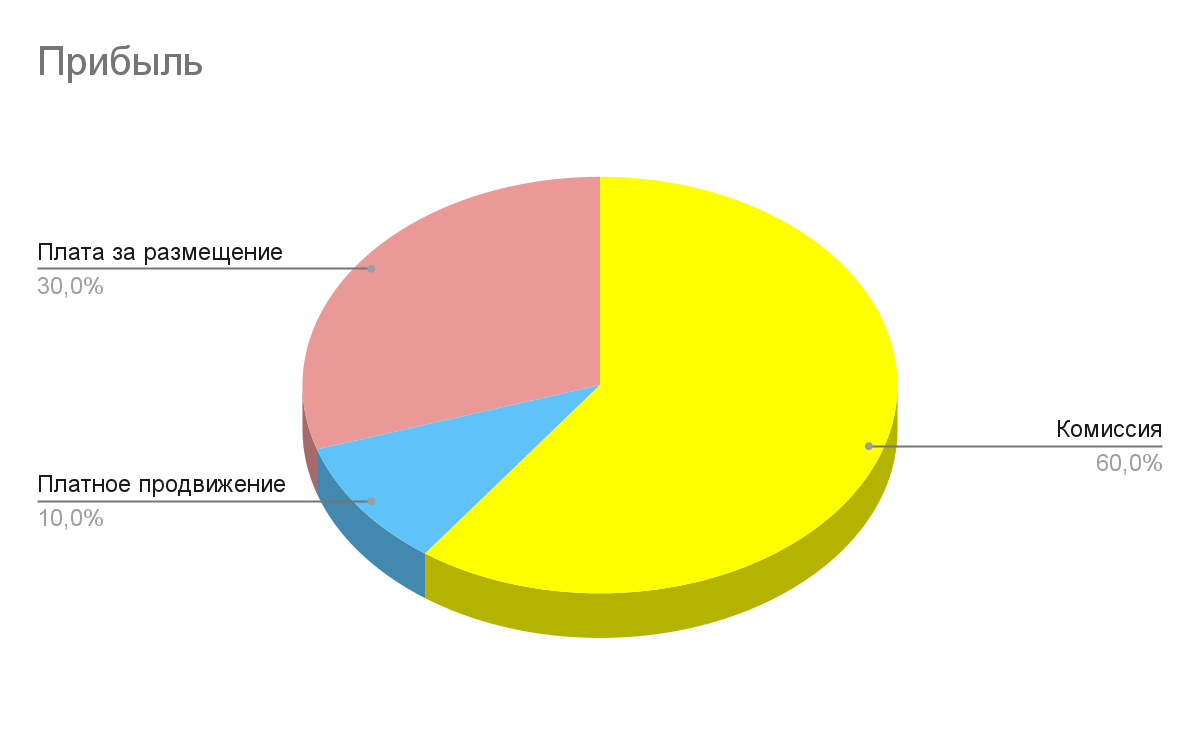 Прибыль
Плата за размещение
30,0%
Комиссия
60,0%
Платное продвижение
10,0%